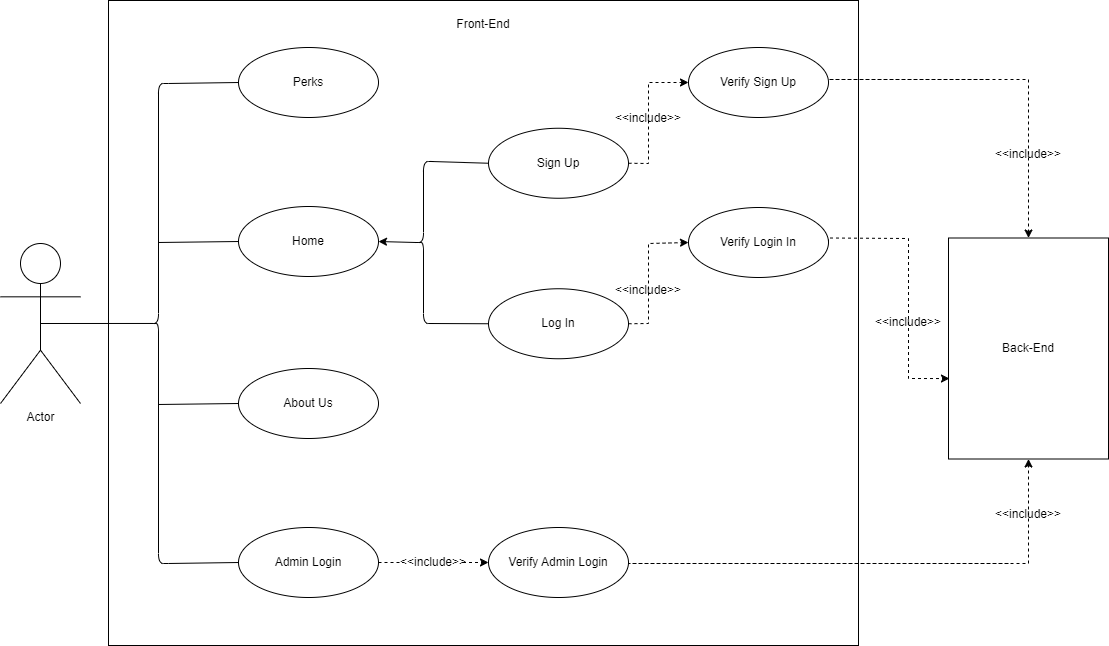 Front-End
Perks
Verify Sign Up
<<include>>
<<include>>
Sign Up
Home
Verify Login In
<<include>>
<<include>>
Log In
Back-End
About Us
Actor
<<include>>
Admin Login
<<include>>
Verify Admin Login